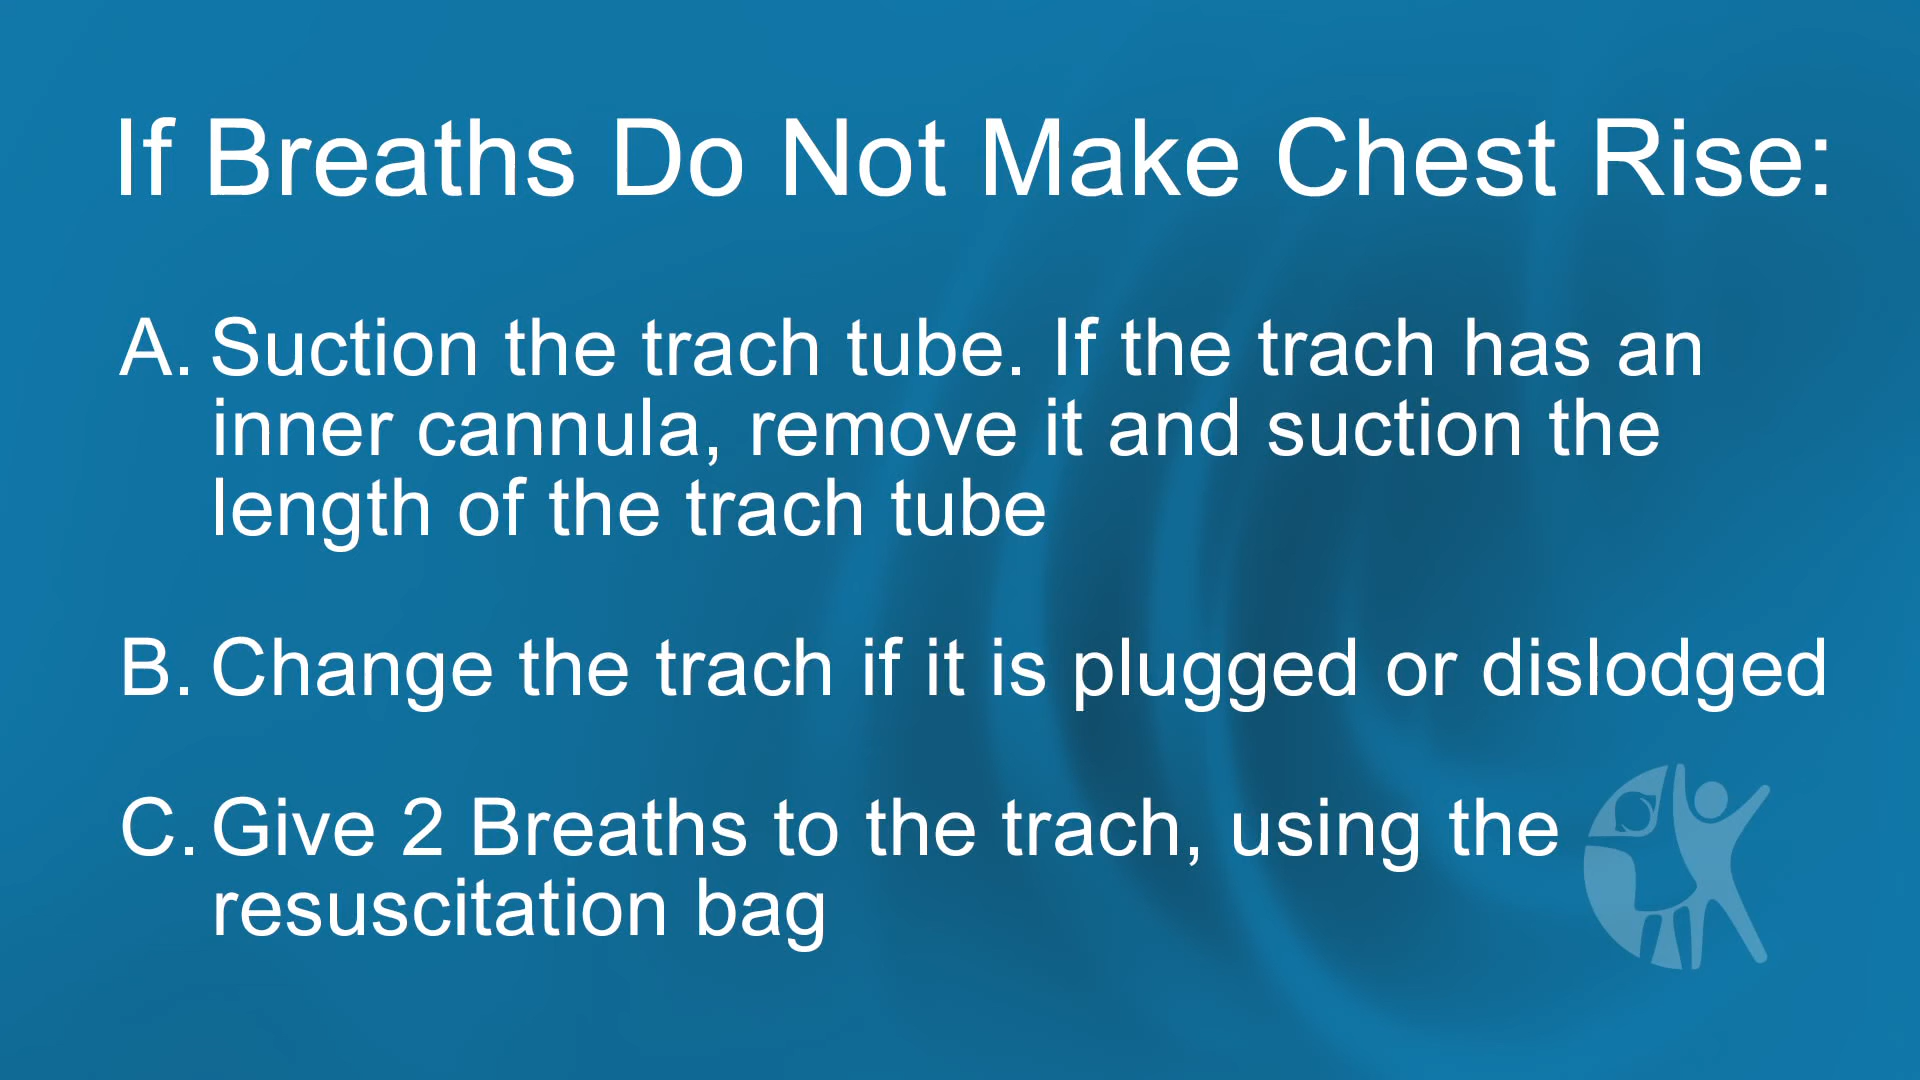 If Breaths Do Not Make Chest Rise:
A. Suction the trach tube. If the trach has an
inner cannula, remove it and suction the
length of the trach tube
B. Change the trach if it is plugged or dislodged
C. Give 2 Breaths to the trach, using the
resuscitation bag